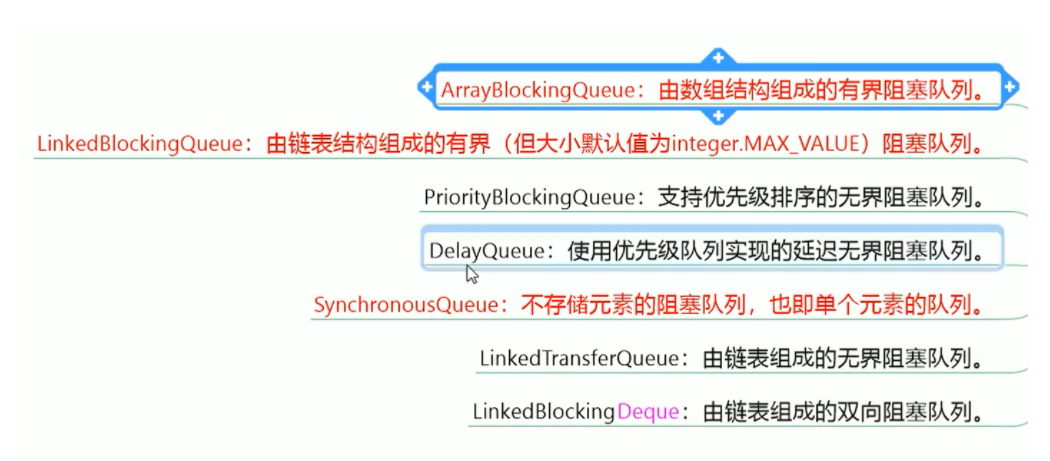 ArrayBlockingQueue：由数组结构组成的有界阻塞队列。
LinkedBlockingQueue：由链表结构组成的有界（但大小默认值为integer.MAX_VALUE）阻塞队列。
PriorityBlockingQueue：支持优先级排序的无界阻塞队列。
DelayQueue：使用优先级队列实现的延迟无界阻塞队列。
SynchronousQueue：不存储元素的阻塞队列，也即单个元素的队列。
LinkedTransferQueue：由链表组成的无界阻塞队列。
LinkedBlockingDeque：由链表组成的双向阻塞队列。